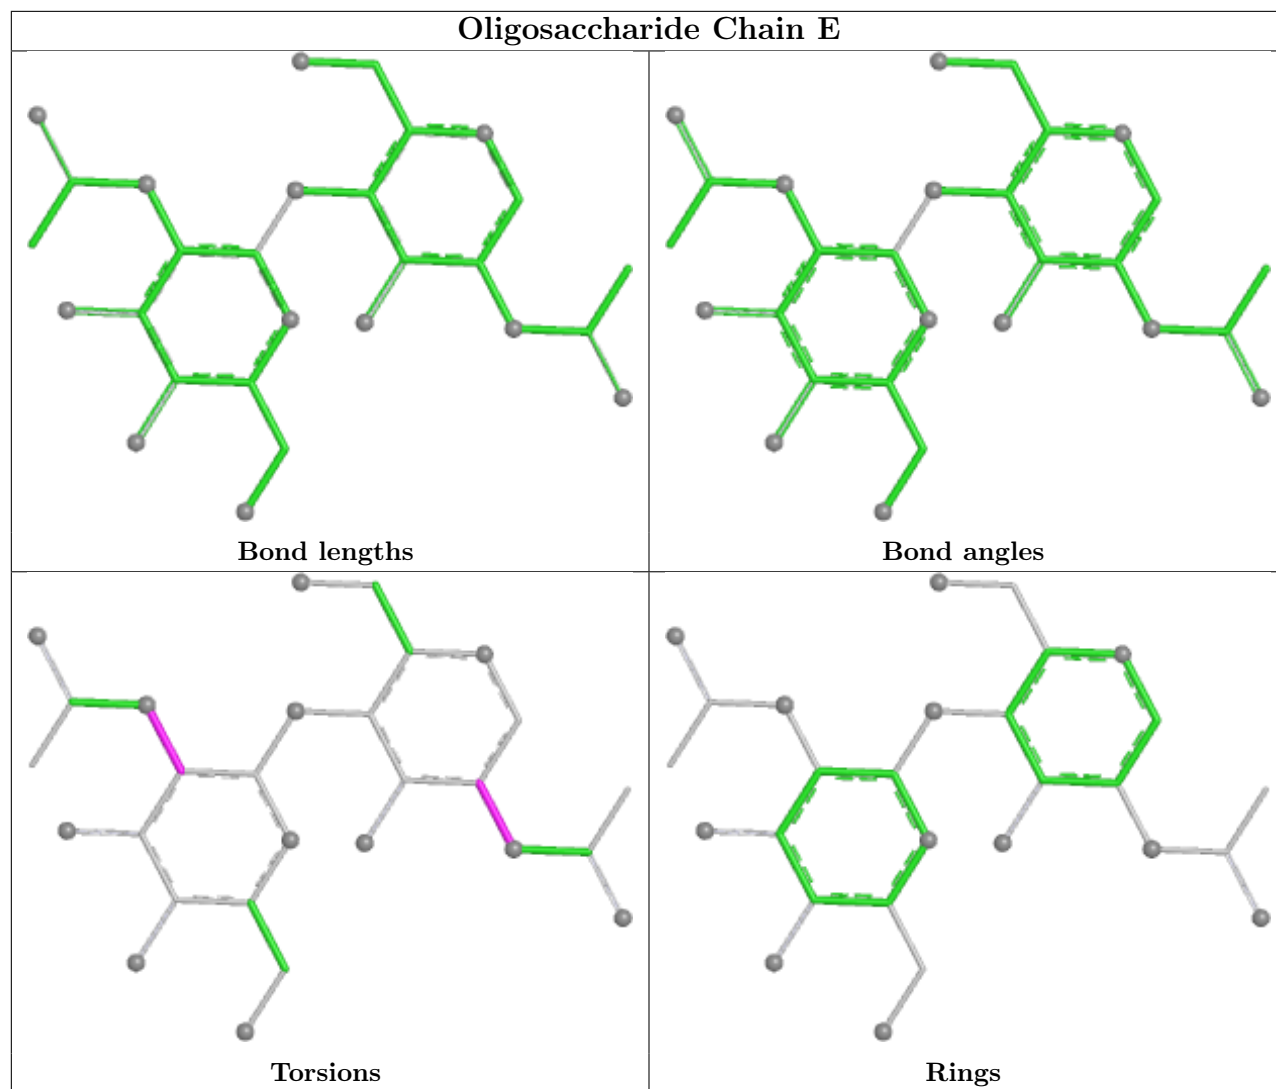 Oligosaccharide Chain E
Bond lengths
Bond angles
Torsions
Rings